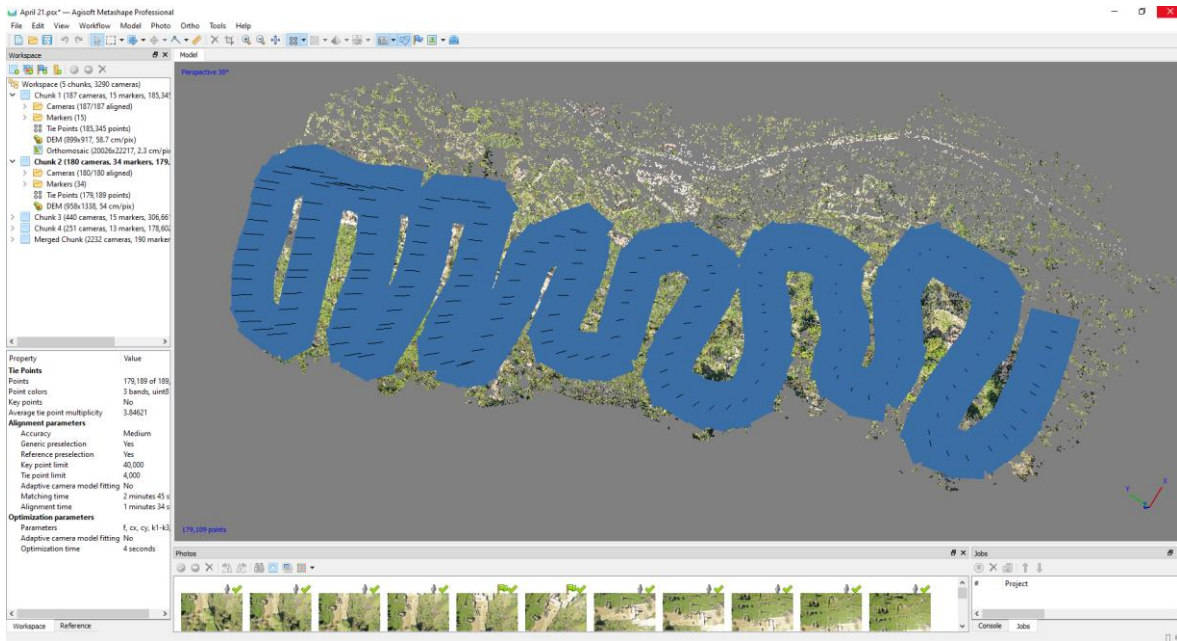 April 21.psx* — Agisoft Metashape Professional
File Edit View Workflow Model Photo Ortho Tools Help
Workspace
Model
Workspace (5 chunks, 3290 cameras)
Chunk 1 (187 cameras, 15 markers, 185,345
Cameras (187/187 aligned)
Markers (15)
Tie Points (185,345 points)
DEM (899x917, 58.7 cm/pix)
Orthomosaic (20026x22217, 2.3 cm/pix
Chunk 2 (180 cameras, 34 markers, 179,
Cameras (180/180 aligned)
Markers (34)
Tie Points (179,189 points)
DEM (958x1338, 54 cm/pix)
Chunk 3 (440 cameras, 15 markers, 306,66
Chunk 4 (251 cameras, 13 markers, 178,60
Merged Chunk (2232 cameras, 190 marker
Perspective 30°
Property Value
Tie Points
Points 179,189 of 189,
Point colors 3 bands, uint8
Key points No
Average tie point multiplicity 3.84621
Alignment parameters
Accuracy Medium
Generic preselection Yes
Reference preselection Yes
Key point limit 40,000
Tie point limit 4,000
Adaptive camera model fitting No
Matching time 2 minutes 45 s
Alignment time 1 minutes 34 s
Optimization parameters
Parameters f, cx, cy, k1-k3,
Adaptive camera model fitting No
Optimization time 4 seconds
179,189 points
Y X
Photos
Jobs
# Project
Workspace Reference
Console Jobs